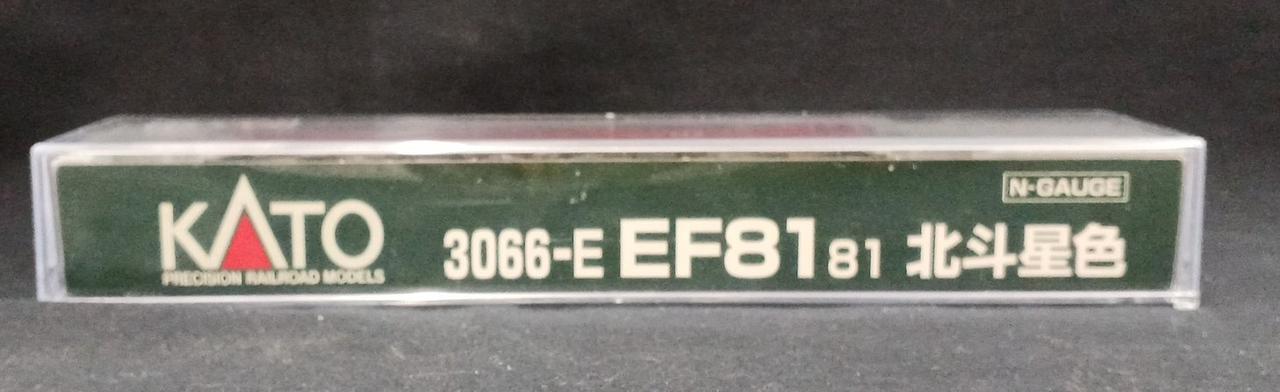 N-GAUGE
KATO
PRECISION RAILROAD MODELS
3066-E EF81 81 北斗星色